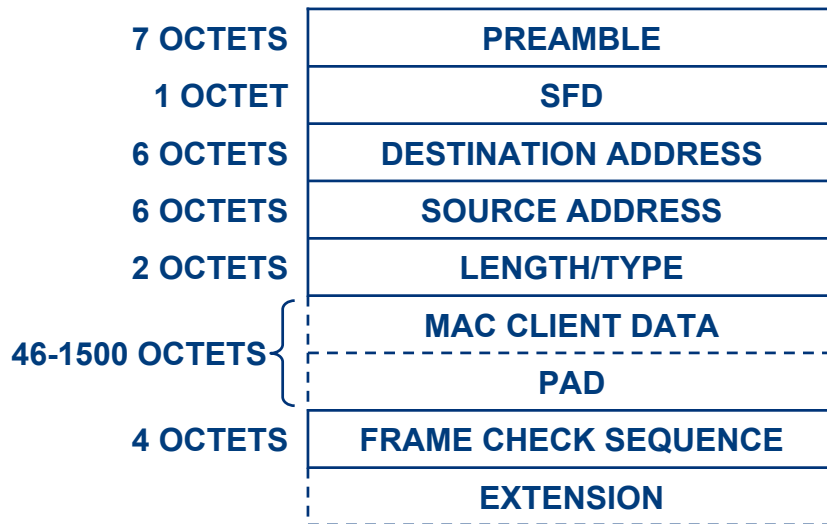 7 OCTETS PREAMBLE
1 OCTET SFD
6 OCTETS DESTINATION ADDRESS
6 OCTETS SOURCE ADDRESS
2 OCTETS LENGTH/TYPE
46-1500 OCTETS MAC CLIENT DATA
PAD
4 OCTETS FRAME CHECK SEQUENCE
EXTENSION